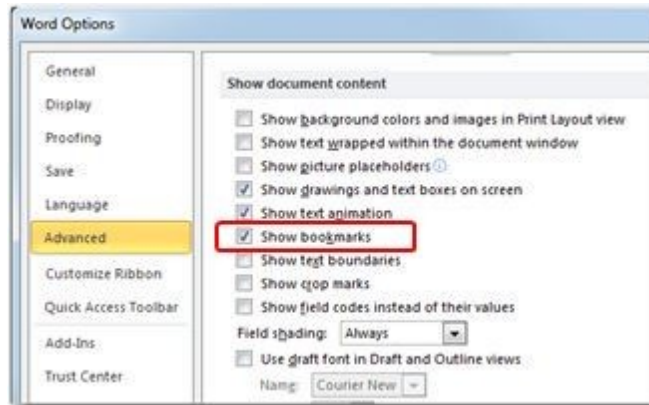 Word Options
General
Display
Proofing
Save
Language
Advanced
Customize Ribbon
Quick Access Toolbar
Add-Ins
Trust Center
Show document content
Show background colors and images in Print Layout view
Show text wrapped within the document window
Show picture placeholders
Show drawings and text boxes on screen
Show text animation
Show bookmarks
Show text boundaries
Show crop marks
Show field codes instead of their values
Field shading: Always
Use draft font in Draft and Outline views
Name: Courier New